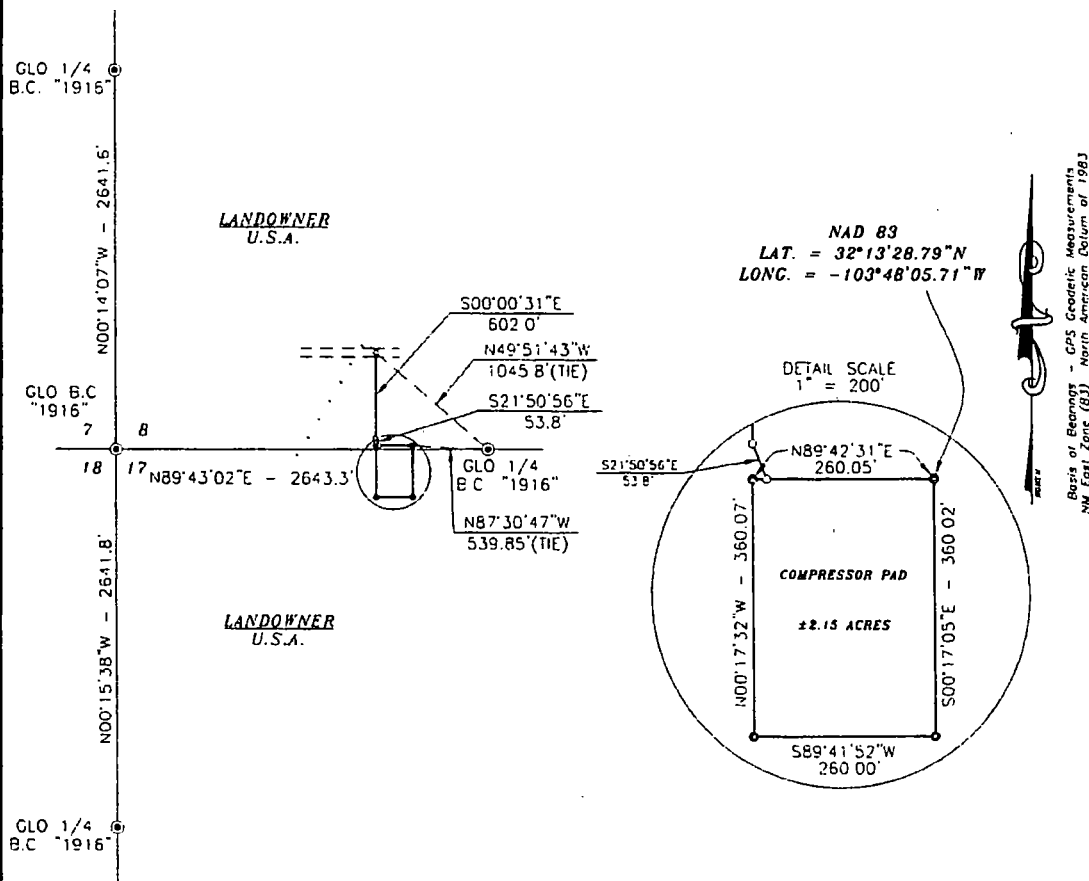 GLO 1/4
B.C. "1916"
N00°14'07"W - 2641.6'
LANDOWNER
U.S.A.
S00°00'31"E
602 0'
N49°51'43"W
1045 8'(TIE)
S21°50'56"E
53.8'
GLO B.C
"1916"
7 8
18 17
N89°43'02"E - 2643.3'
GLO 1/4
B C "1916"
N87°30'47"W
539.85'(TIE)
N00°15'38"W - 2641.8'
LANDOWNER
U.S.A.
GLO 1/4
B.C "1916"
NAD 83
LAT. = 32°13'28.79"N
LONG. = -103°48'05.71"W
DETAIL SCALE
1" = 200'
S21°50'56"E
53 8'
N89°42'31"E
260.05'
N00°17'32"W - 360.07'
COMPRESSOR PAD
±2.15 ACRES
S00°17'05"E - 360 02'
S89°41'52"W
260 00'
NORTH
Basis of Bearings - GPS Geodetic Measurements
NM East Zone (83) North American Datum of 1983